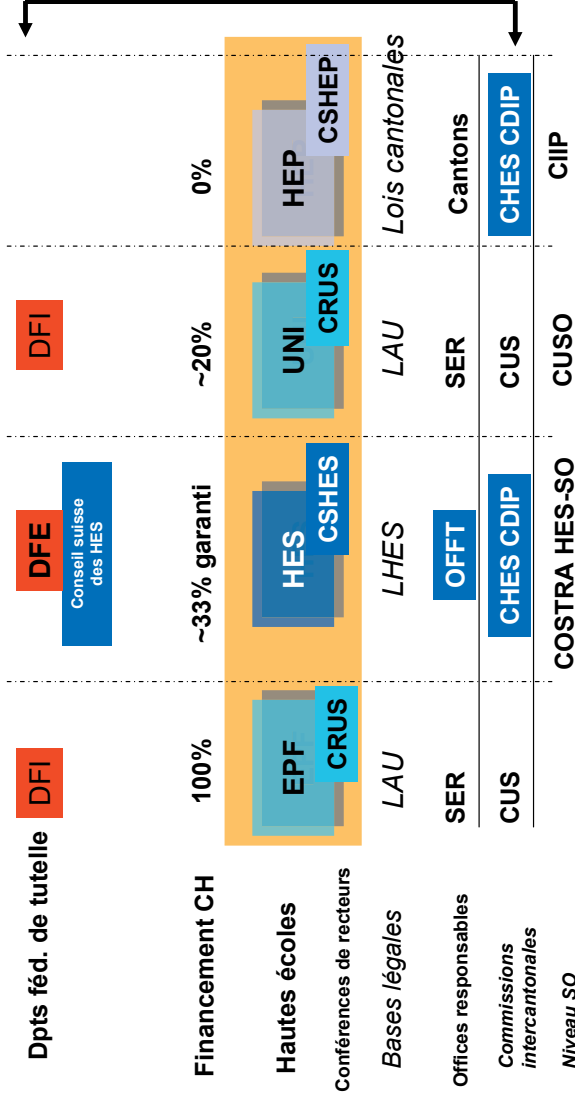 Dpts féd. de tutelle
DFI
DFE
DFI
Conseil suisse
des HES
Financement CH
100%
~33% garanti
~20%
0%
Hautes écoles
EPF
HES
UNI
HEP
Conférences de recteurs
CRUS
CSHES
CRUS
CSHEP
Bases légales
LAU
LHES
LAU
Lois cantonales
Offices responsables
SER
OFFT
SER
Cantons
Commissions
intercantonales
CUS
CHES CDIP
CUS
CHES CDIP
Niveau SO
COSTRA HES-SO
CUSO
CIIP